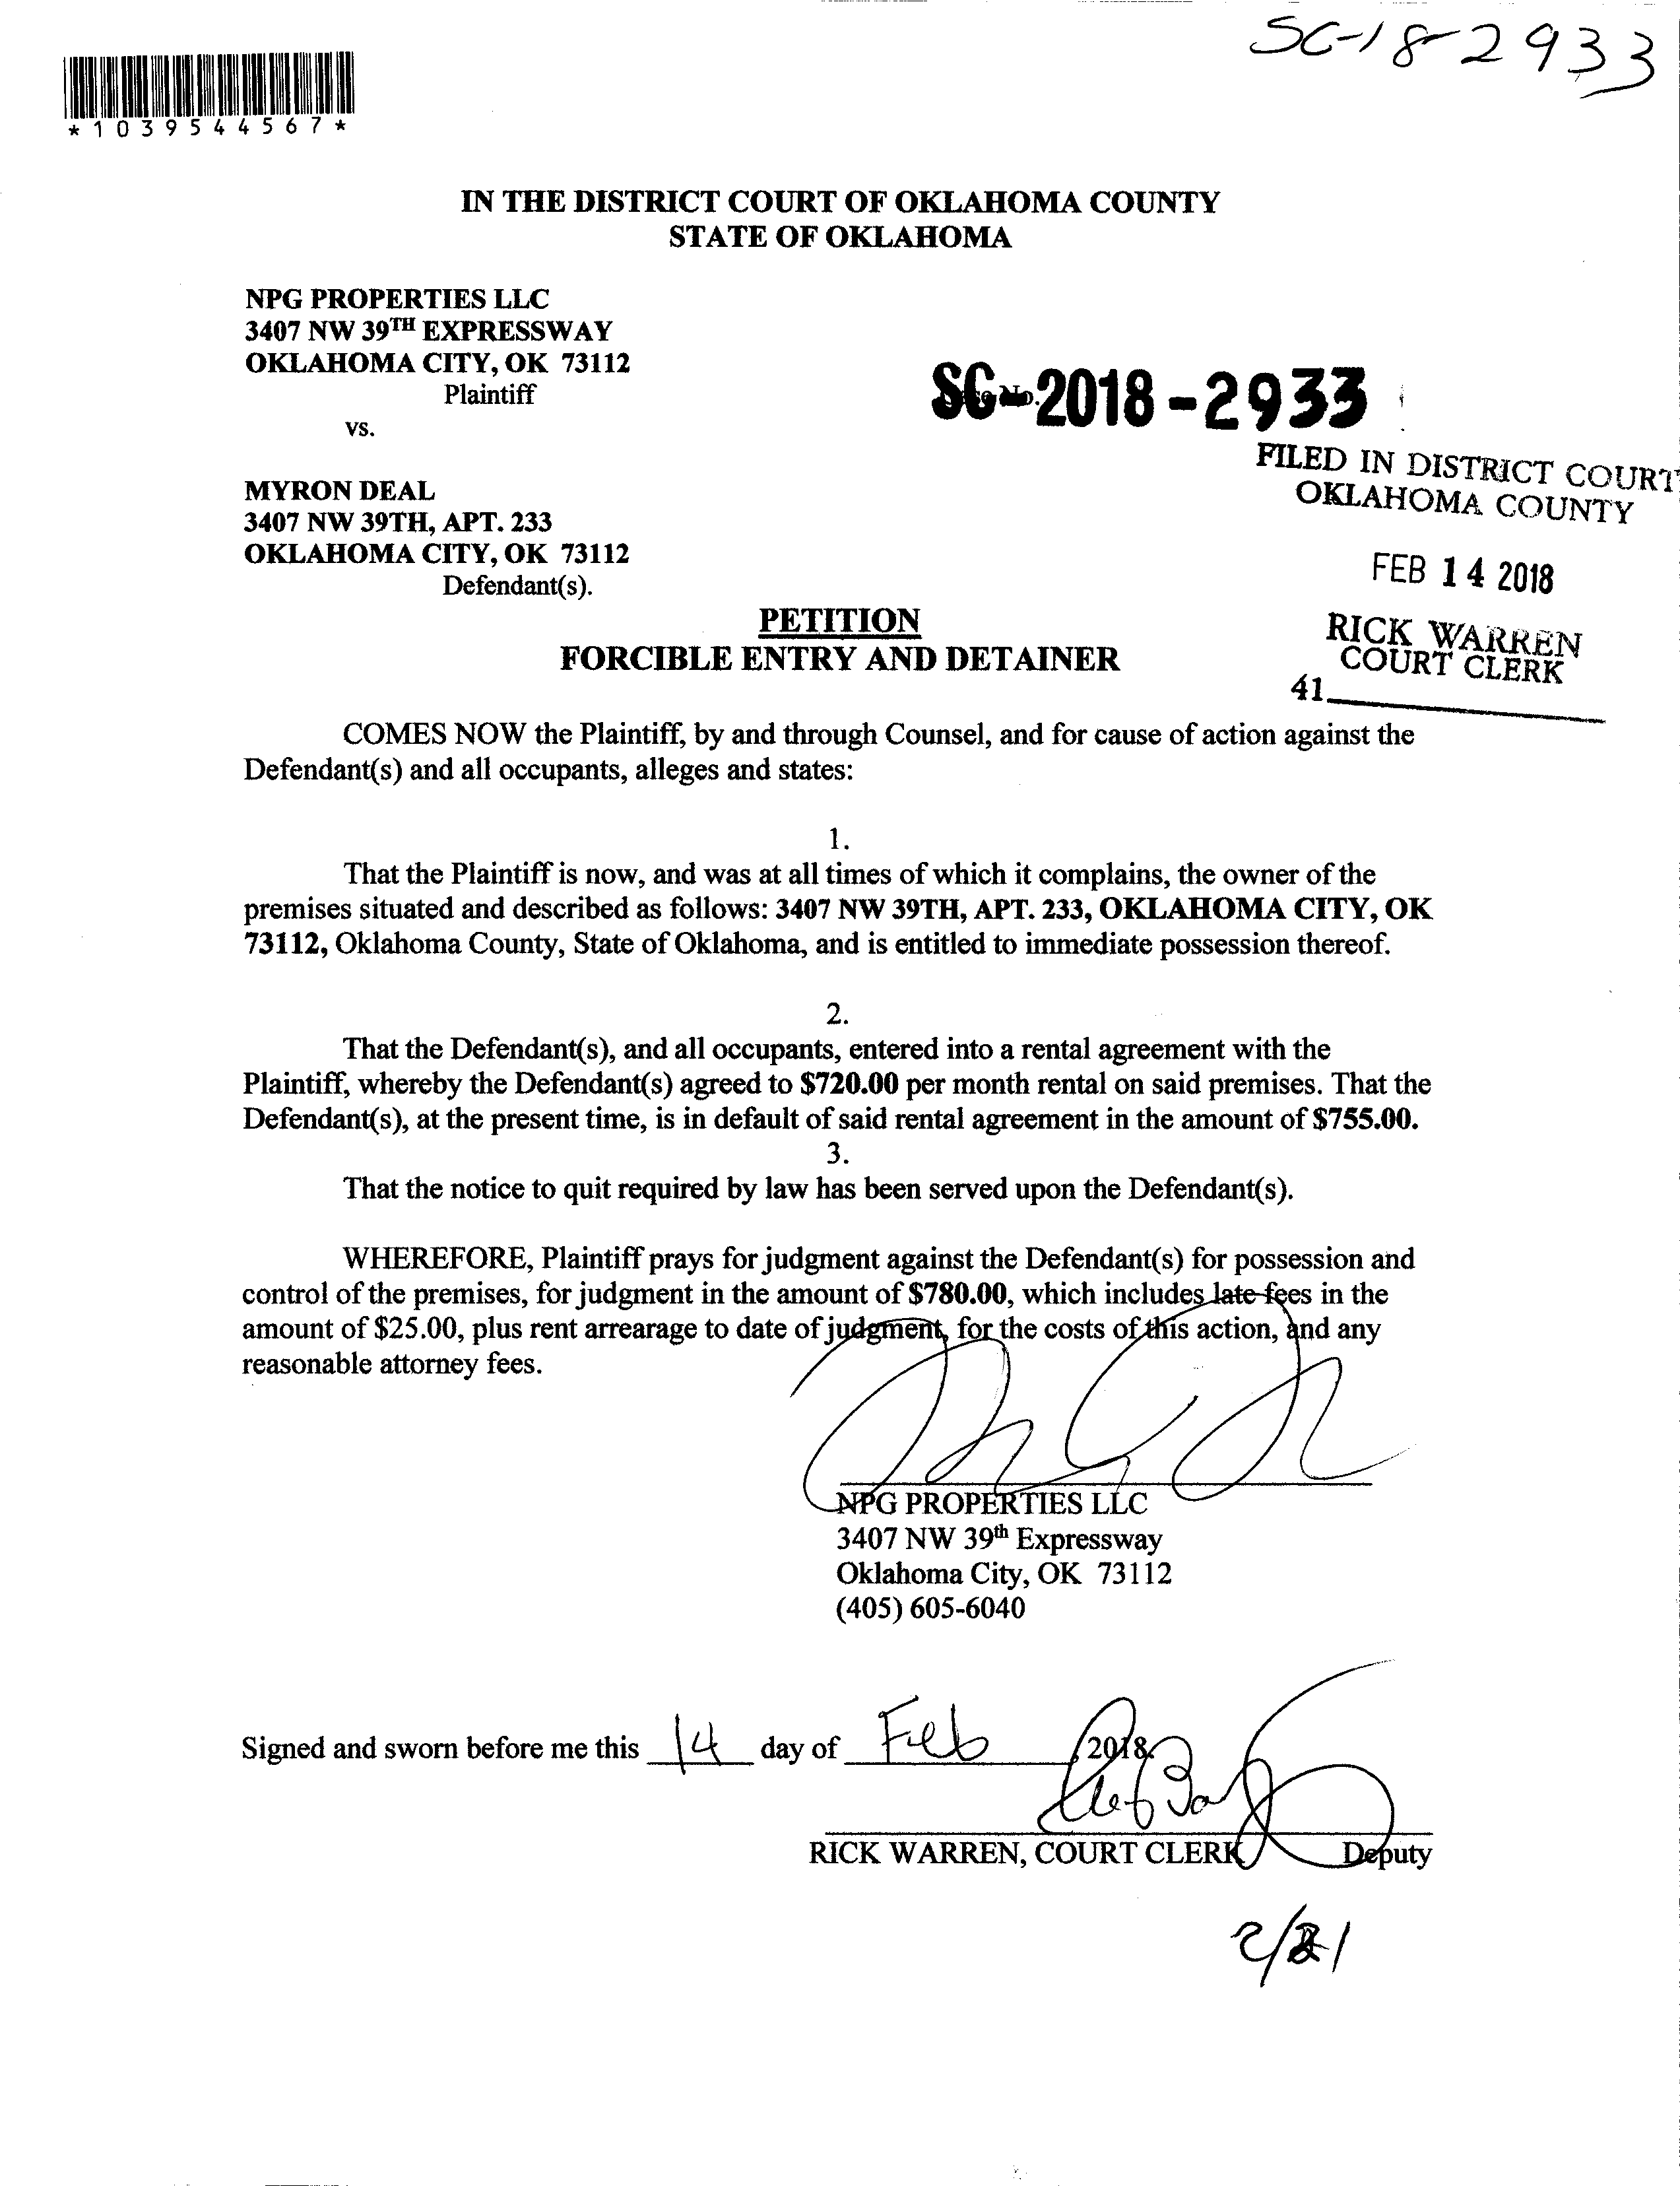 SC-18-2933
*1039544567*
IN THE DISTRICT COURT OF OKLAHOMA COUNTY
STATE OF OKLAHOMA
NPG PROPERTIES LLC
3407 NW 39TH EXPRESSWAY
OKLAHOMA CITY, OK 73112
Plaintiff
vs.
SC-2018-2933
FILED IN DISTRICT COURT
OKLAHOMA COUNTY
MYRON DEAL
3407 NW 39TH, APT. 233
OKLAHOMA CITY, OK 73112
Defendant(s).
FEB 14 2018
RICK WARREN
COURT CLERK
41
PETITION
FORCIBLE ENTRY AND DETAINER
COMES NOW the Plaintiff, by and through Counsel, and for cause of action against the
Defendant(s) and all occupants, alleges and states:
1.
That the Plaintiff is now, and was at all times of which it complains, the owner of the
premises situated and described as follows: 3407 NW 39TH, APT. 233, OKLAHOMA CITY, OK
73112, Oklahoma County, State of Oklahoma, and is entitled to immediate possession thereof.
2.
That the Defendant(s), and all occupants, entered into a rental agreement with the
Plaintiff, whereby the Defendant(s) agreed to $720.00 per month rental on said premises. That the
Defendant(s), at the present time, is in default of said rental agreement in the amount of $755.00.
3.
That the notice to quit required by law has been served upon the Defendant(s).
WHEREFORE, Plaintiff prays for judgment against the Defendant(s) for possession and
control of the premises, for judgment in the amount of $780.00, which includes late fees in the
amount of $25.00, plus rent arrearage to date of judgment, for the costs of this action, and any
reasonable attorney fees.
NPG PROPERTIES LLC
3407 NW 39th Expressway
Oklahoma City, OK 73112
(405) 605-6040
Signed and sworn before me this 14 day of Feb, 2018.
RICK WARREN, COURT CLERK Deputy